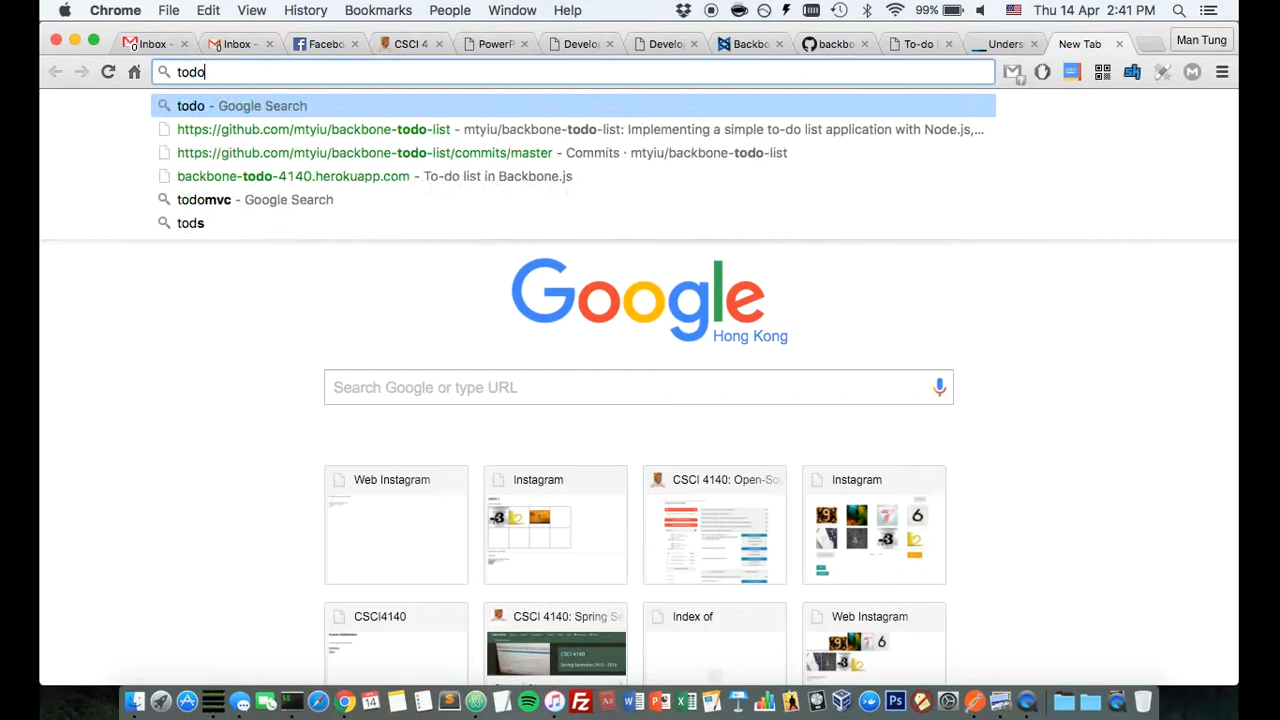 Chrome File Edit View History Bookmarks People Window Help 99% Thu 14 Apr 2:41 PM
Inbox - Inbox - Facebo CSCI 4 PowerP Develop Develop Backbo backbo To-do l Unders New Tab Man Tung
todo
todo - Google Search
https://github.com/mtyiu/backbone-todo-list - mtyiu/backbone-todo-list: Implementing a simple to-do list application with Node.js,...
https://github.com/mtyiu/backbone-todo-list/commits/master - Commits · mtyiu/backbone-todo-list
backbone-todo-4140.herokuapp.com - To-do list in Backbone.js
todomvc - Google Search
tods
Google
Hong Kong
Search Google or type URL
Web Instagram Instagram CSCI 4140: Open-So Instagram
CSCI4140 CSCI 4140: Spring Se Index of Web Instagram